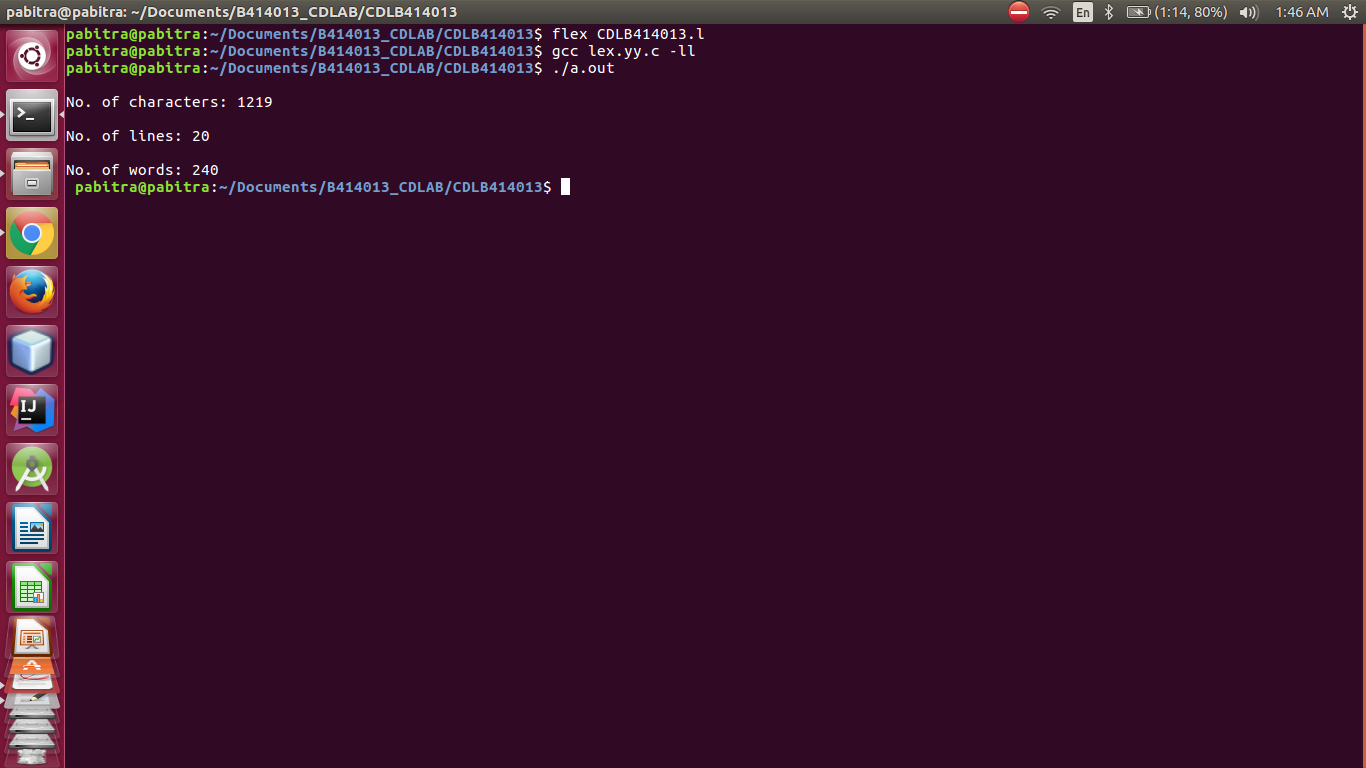 pabitra@pabitra: ~/Documents/B414013_CDLAB/CDLB414013
En
(1:14, 80%)
1:46 AM
pabitra@pabitra:~/Documents/B414013_CDLAB/CDLB414013$ flex CDLB414013.l
pabitra@pabitra:~/Documents/B414013_CDLAB/CDLB414013$ gcc lex.yy.c -ll
pabitra@pabitra:~/Documents/B414013_CDLAB/CDLB414013$ ./a.out
No. of characters: 1219
No. of lines: 20
No. of words: 240
pabitra@pabitra:~/Documents/B414013_CDLAB/CDLB414013$
>_
IJ